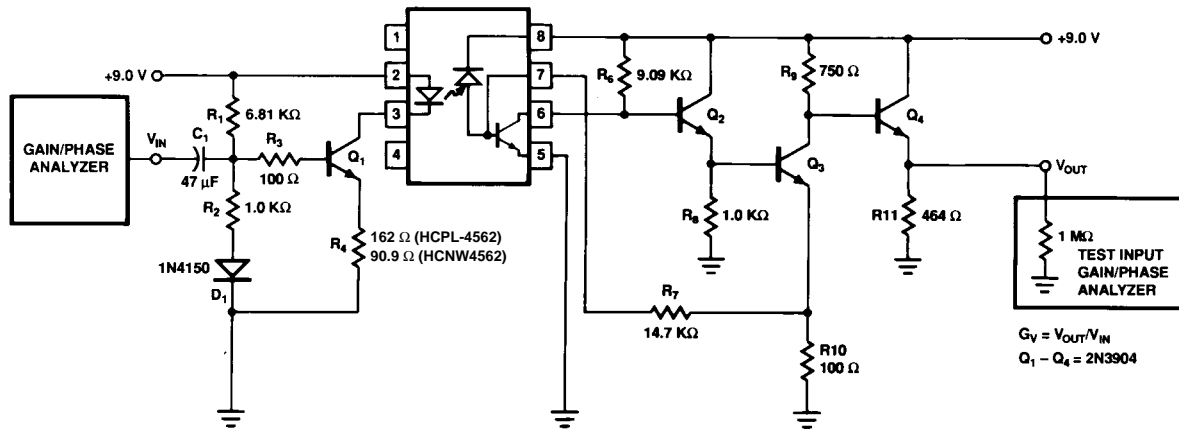 +9.0 V
GAIN/PHASE
ANALYZER
VIN
C1
47 μF
R1
6.81 KΩ
R3
100 Ω
R2
1.0 KΩ
1N4150
D1
Q1
R4
162 Ω (HCPL-4562)
90.9 Ω (HCNW4562)
1
2
3
4
8
7
6
5
R6
9.09 KΩ
Q2
R8
1.0 KΩ
R7
14.7 KΩ
R9
750 Ω
Q3
R10
100 Ω
Q4
R11
464 Ω
+9.0 V
VOUT
1 MΩ
TEST INPUT
GAIN/PHASE
ANALYZER
GV = VOUT/VIN
Q1 – Q4 = 2N3904